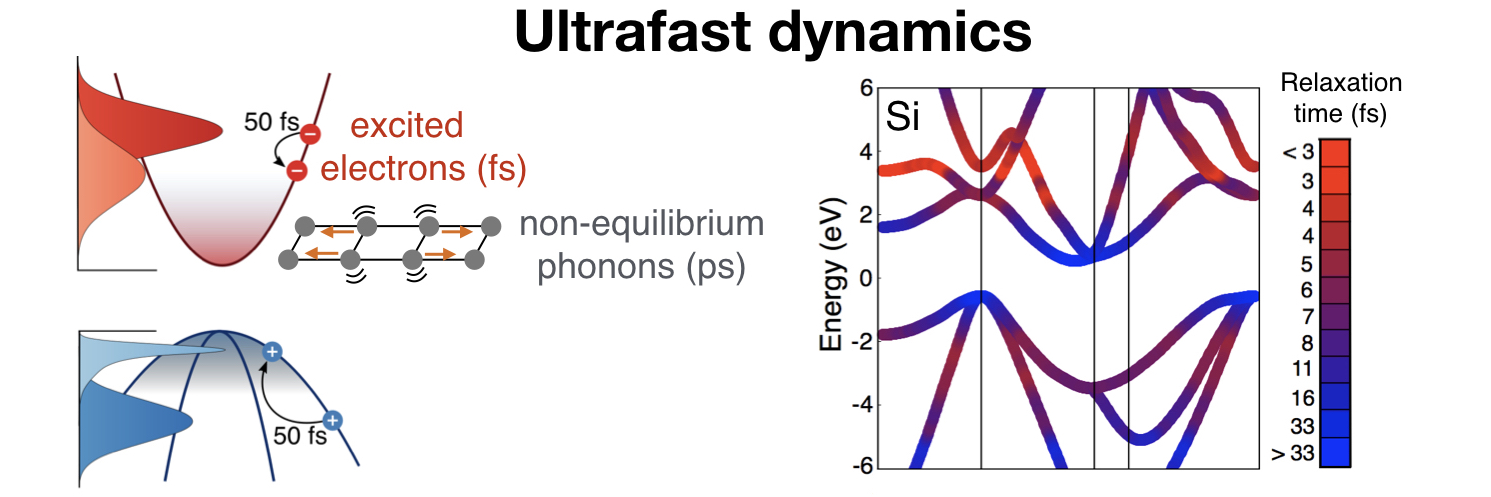 Ultrafast dynamics
50 fs
−
−
excited
electrons (fs)
non-equilibrium
phonons (ps)
+
+
50 fs
Si
Energy (eV)
6
4
2
0
-2
-4
-6
Relaxation
time (fs)
< 3
3
4
4
5
6
7
8
11
16
33
> 33